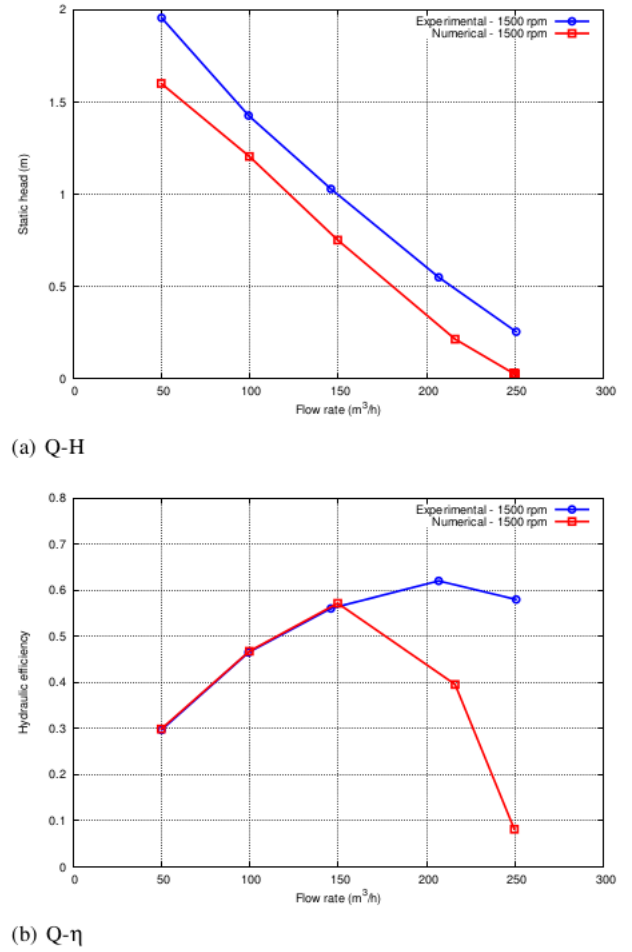 2
1.5
1
0.5
0
0 50 100 150 200 250 300
Static head (m)
Flow rate (m³/h)
Experimental - 1500 rpm
Numerical - 1500 rpm
(a) Q-H
0.8
0.7
0.6
0.5
0.4
0.3
0.2
0.1
0
0 50 100 150 200 250 300
Hydraulic efficiency
Flow rate (m³/h)
Experimental - 1500 rpm
Numerical - 1500 rpm
(b) Q-η